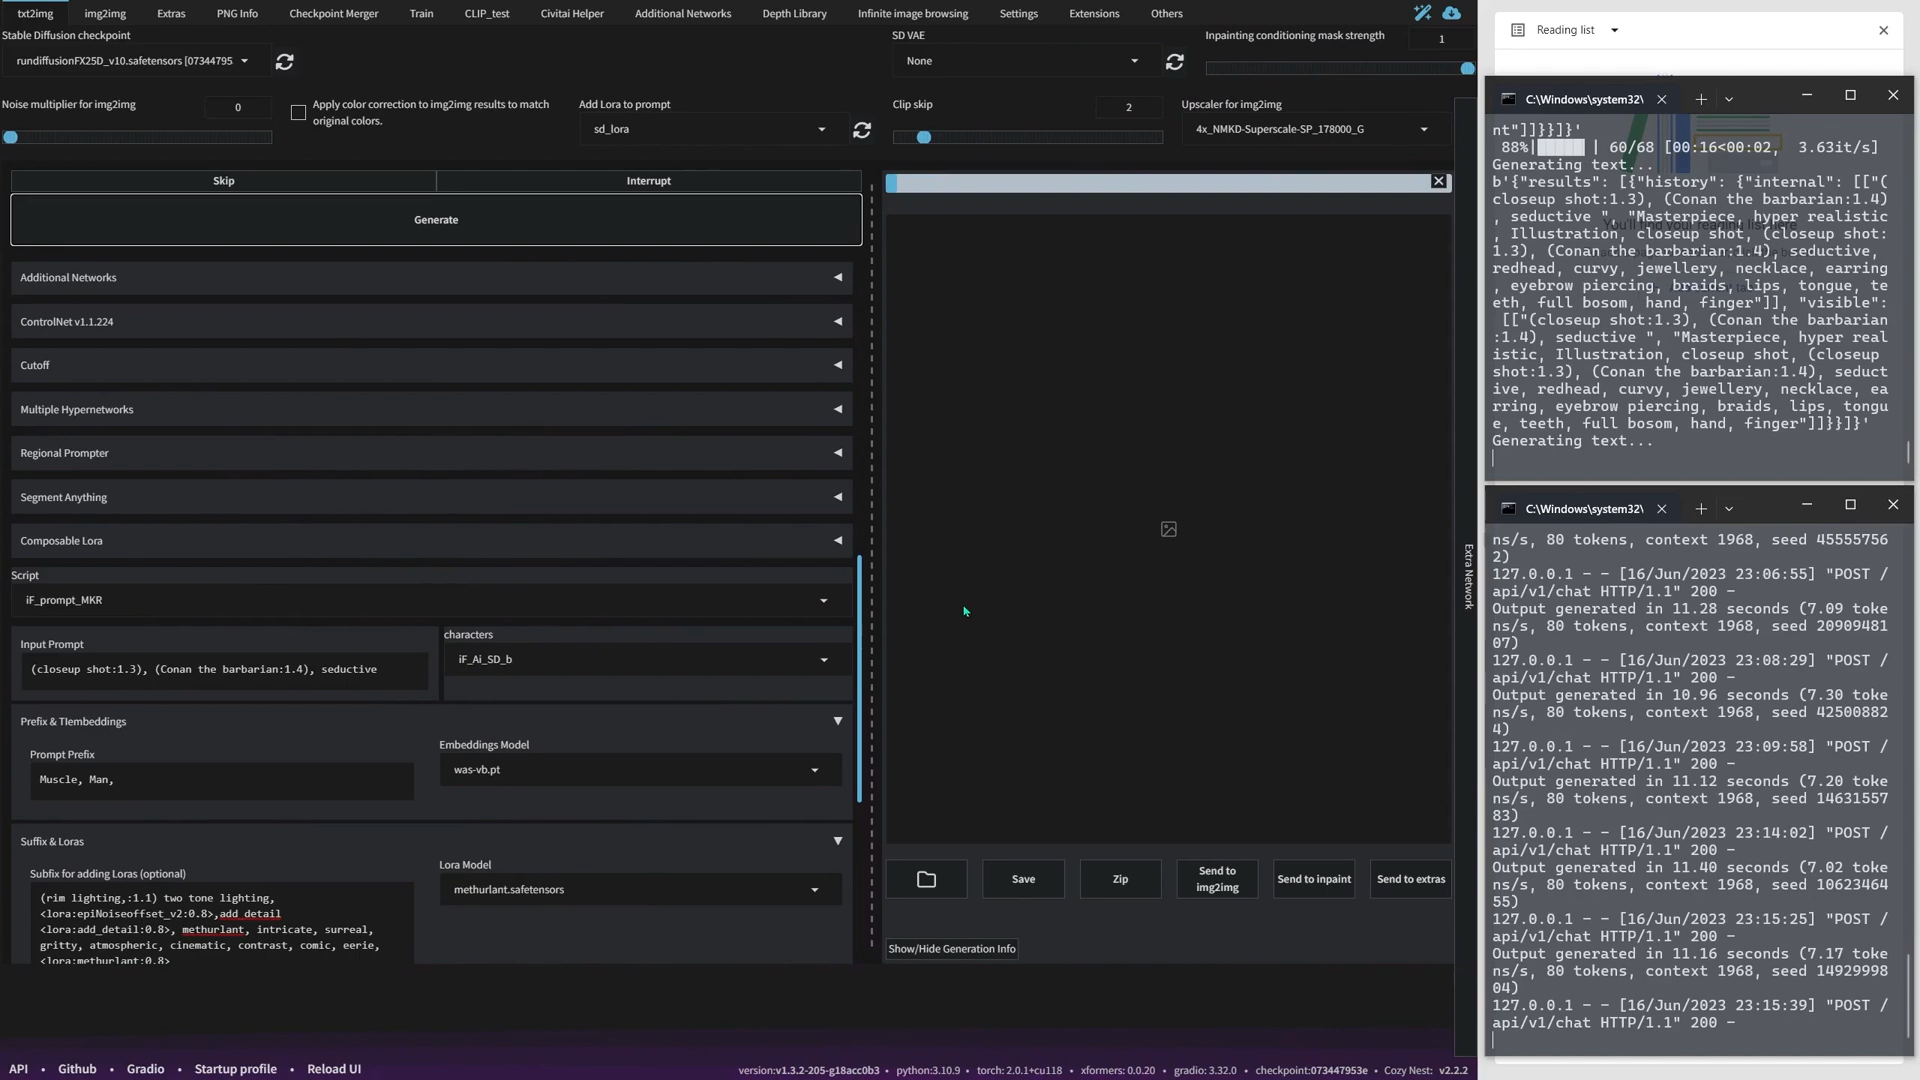 txt2img
img2img
Extras
PNG Info
Checkpoint Merger
Train
CLIP_test
Civitai Helper
Additional Networks
Depth Library
Infinite image browsing
Settings
Extensions
Others
Stable Diffusion checkpoint
rundiffusionFX25D_v10.safetensors [07344795
SD VAE
None
Inpainting conditioning mask strength
1
Noise multiplier for img2img
0
Apply color correction to img2img results to match
original colors.
Add Lora to prompt
sd_lora
Clip skip
2
Upscaler for img2img
4x_NMKD-Superscale-SP_178000_G
Skip
Interrupt
Generate
Additional Networks
ControlNet v1.1.224
Cutoff
Multiple Hypernetworks
Regional Prompter
Segment Anything
Composable Lora
Script
iF_prompt_MKR
Input Prompt
(closeup shot:1.3), (Conan the barbarian:1.4), seductive
characters
iF_Ai_SD_b
Prefix & TIembeddings
Prompt Prefix
Muscle, Man,
Embeddings Model
was-vb.pt
Suffix & Loras
Subfix for adding Loras (optional)
(rim lighting,:1.1) two tone lighting,
<lora:epiNoiseoffset_v2:0.8>,add_detail
<lora:add_detail:0.8>, methurlant, intricate, surreal,
gritty, atmospheric, cinematic, contrast, comic, eerie,
<lora:methurlant:0.8>
Lora Model
methurlant.safetensors
Save
Zip
Send to
img2img
Send to inpaint
Send to extras
Show/Hide Generation Info
Extra Network
API • Github • Gradio • Startup profile • Reload UI
version:v1.3.2-205-g18acc0b3 • python:3.10.9 • torch: 2.0.1+cu118 • xformers: 0.0.20 • gradio: 3.32.0 • checkpoint:073447953e • Cozy Nest: v2.2.2
Reading list
C:\Windows\system32\
nt"]]}}]}'
88%| | 60/68 [00:16<00:02, 3.63it/s]
Generating text...
b'{"results": [{"history": {"internal": [["(
closeup shot:1.3), (Conan the barbarian:1.4)
, seductive ", "Masterpiece, hyper realistic
, Illustration, closeup shot, (closeup shot:
1.3), (Conan the barbarian:1.4), seductive,
redhead, curvy, jewellery, necklace, earring
, eyebrow piercing, braids, lips, tongue, te
eth, full bosom, hand, finger"]], "visible":
[["(closeup shot:1.3), (Conan the barbarian
:1.4), seductive ", "Masterpiece, hyper real
istic, Illustration, closeup shot, (closeup
shot:1.3), (Conan the barbarian:1.4), seduct
ive, redhead, curvy, jewellery, necklace, ea
rring, eyebrow piercing, braids, lips, tongu
e, teeth, full bosom, hand, finger"]]}}]}'
Generating text...
C:\Windows\system32\
ns/s, 80 tokens, context 1968, seed 45555756
2)
127.0.0.1 - - [16/Jun/2023 23:06:55] "POST /
api/v1/chat HTTP/1.1" 200 -
Output generated in 11.28 seconds (7.09 toke
ns/s, 80 tokens, context 1968, seed 20909481
07)
127.0.0.1 - - [16/Jun/2023 23:08:29] "POST /
api/v1/chat HTTP/1.1" 200 -
Output generated in 10.96 seconds (7.30 toke
ns/s, 80 tokens, context 1968, seed 42500882
4)
127.0.0.1 - - [16/Jun/2023 23:09:58] "POST /
api/v1/chat HTTP/1.1" 200 -
Output generated in 11.12 seconds (7.20 toke
ns/s, 80 tokens, context 1968, seed 14631557
83)
127.0.0.1 - - [16/Jun/2023 23:14:02] "POST /
api/v1/chat HTTP/1.1" 200 -
Output generated in 11.40 seconds (7.02 toke
ns/s, 80 tokens, context 1968, seed 10623464
55)
127.0.0.1 - - [16/Jun/2023 23:15:25] "POST /
api/v1/chat HTTP/1.1" 200 -
Output generated in 11.16 seconds (7.17 toke
ns/s, 80 tokens, context 1968, seed 14929998
04)
127.0.0.1 - - [16/Jun/2023 23:15:39] "POST /
api/v1/chat HTTP/1.1" 200 -